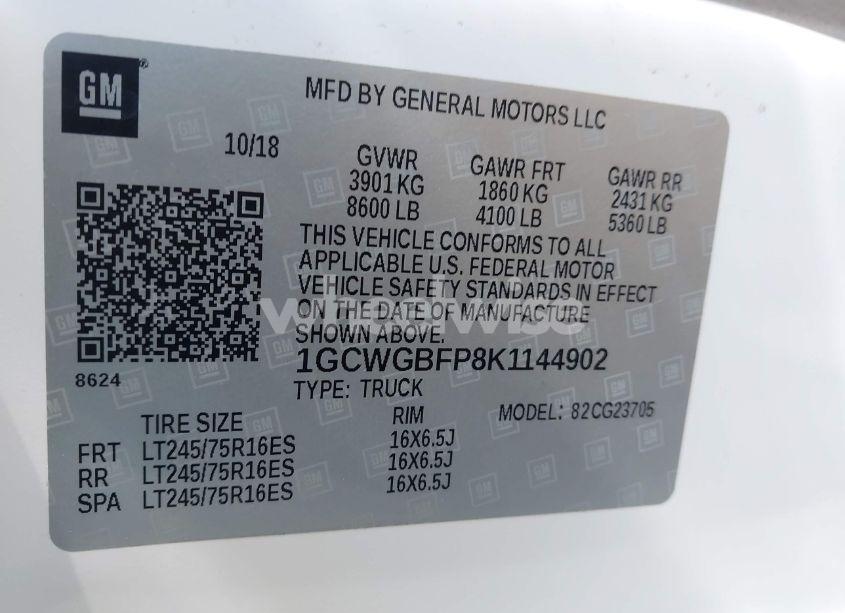 GM
MFD BY GENERAL MOTORS LLC
10/18
GVWR
3901 KG
8600 LB
GAWR FRT
1860 KG
4100 LB
GAWR RR
2431 KG
5360 LB
THIS VEHICLE CONFORMS TO ALL
APPLICABLE U.S. FEDERAL MOTOR
VEHICLE SAFETY STANDARDS IN EFFECT
ON THE DATE OF MANUFACTURE
SHOWN ABOVE.
wheelwise
1GCWGBFP8K1144902
8624
TYPE: TRUCK
MODEL: 82CG23705
TIRE SIZE
RIM
FRT LT245/75R16ES 16X6.5J
RR LT245/75R16ES 16X6.5J
SPA LT245/75R16ES 16X6.5J